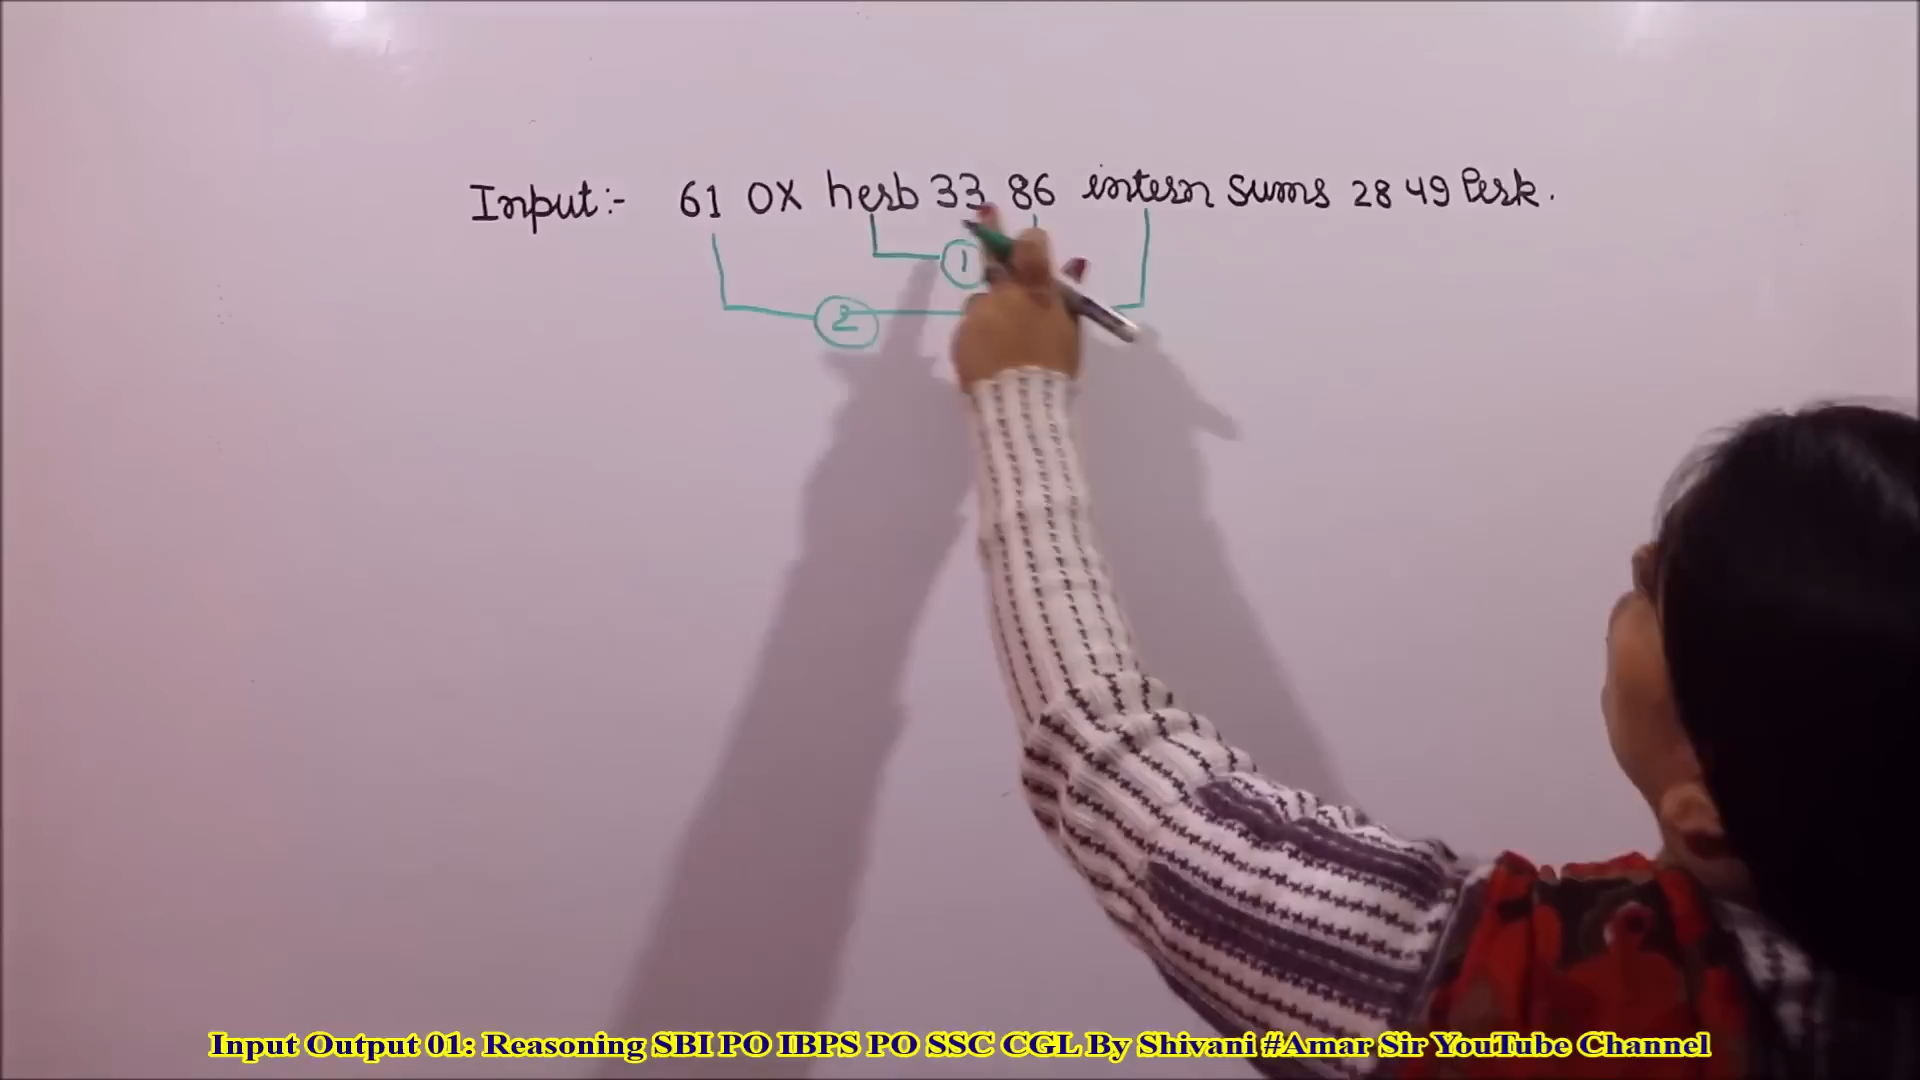 Input:- 61 OX herb 33 86 intern sums 28 49 Perk.
1
2
Input Output 01: Reasoning SBI PO IBPS PO SSC CGL By Shivani #Amar Sir YouTube Channel